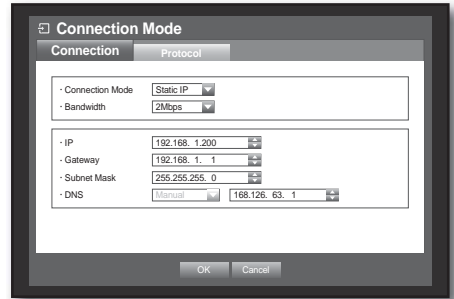 Connection Mode
Connection Protocol
· Connection Mode Static IP
· Bandwidth 2Mbps
· IP 192.168. 1.200
· Gateway 192.168. 1. 1
· Subnet Mask 255.255.255. 0
· DNS Manual 168.126. 63. 1
OK Cancel